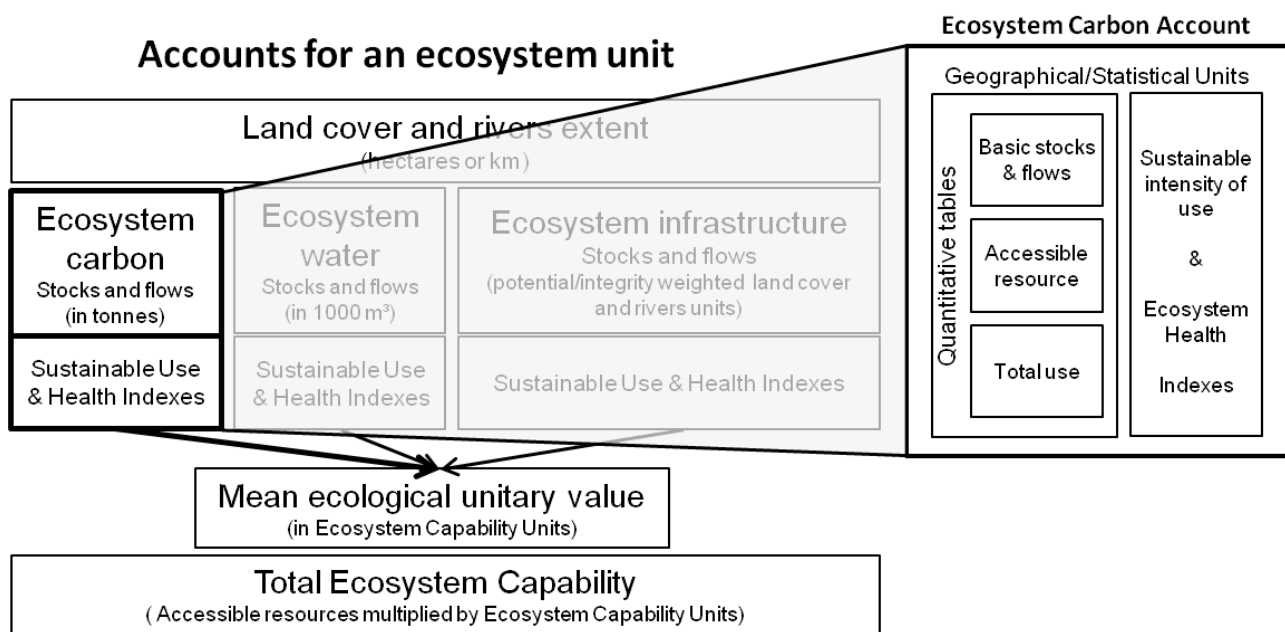 Accounts for an ecosystem unit
Land cover and rivers extent
(hectares or km)
Ecosystem
carbon
Stocks and flows
(in tonnes)
Sustainable Use
& Health Indexes
Ecosystem
water
Stocks and flows
(in 1000 m³)
Sustainable Use
& Health Indexes
Ecosystem infrastructure
Stocks and flows
(potential/integrity weighted land cover
and rivers units)
Sustainable Use & Health Indexes
Mean ecological unitary value
(in Ecosystem Capability Units)
Total Ecosystem Capability
( Accessible resources multiplied by Ecosystem Capability Units)
Ecosystem Carbon Account
Geographical/Statistical Units
Quantitative tables
Basic stocks
& flows
Accessible
resource
Total use
Sustainable
intensity of
use
&
Ecosystem
Health
Indexes